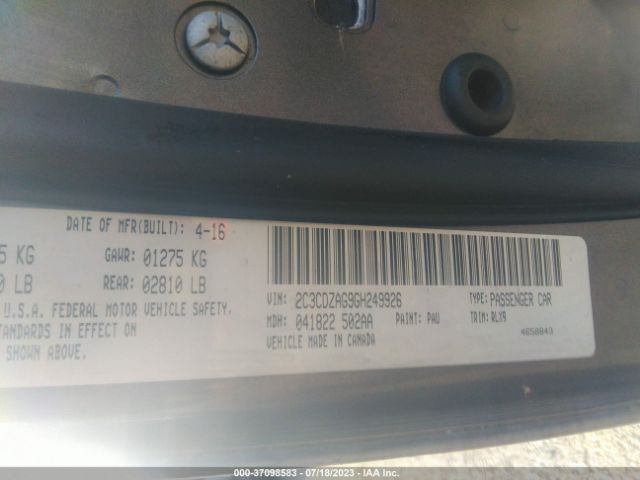 DATE OF MFR(BUILT): 4-16
5 KG GAWR: 01275 KG
0 LB REAR: 02810 LB
U.S.A. FEDERAL MOTOR VEHICLE SAFETY.
STANDARDS IN EFFECT ON
SHOWN ABOVE.
VIN: 2C3CDZAG9GH249926 TYPE: PASSENGER CAR
MDH: 041822 502AA PAINT: PAU TRIM: RLX9
VEHICLE MADE IN CANADA
4658843
000-37098583 / 07/18/2023 / IAA Inc.